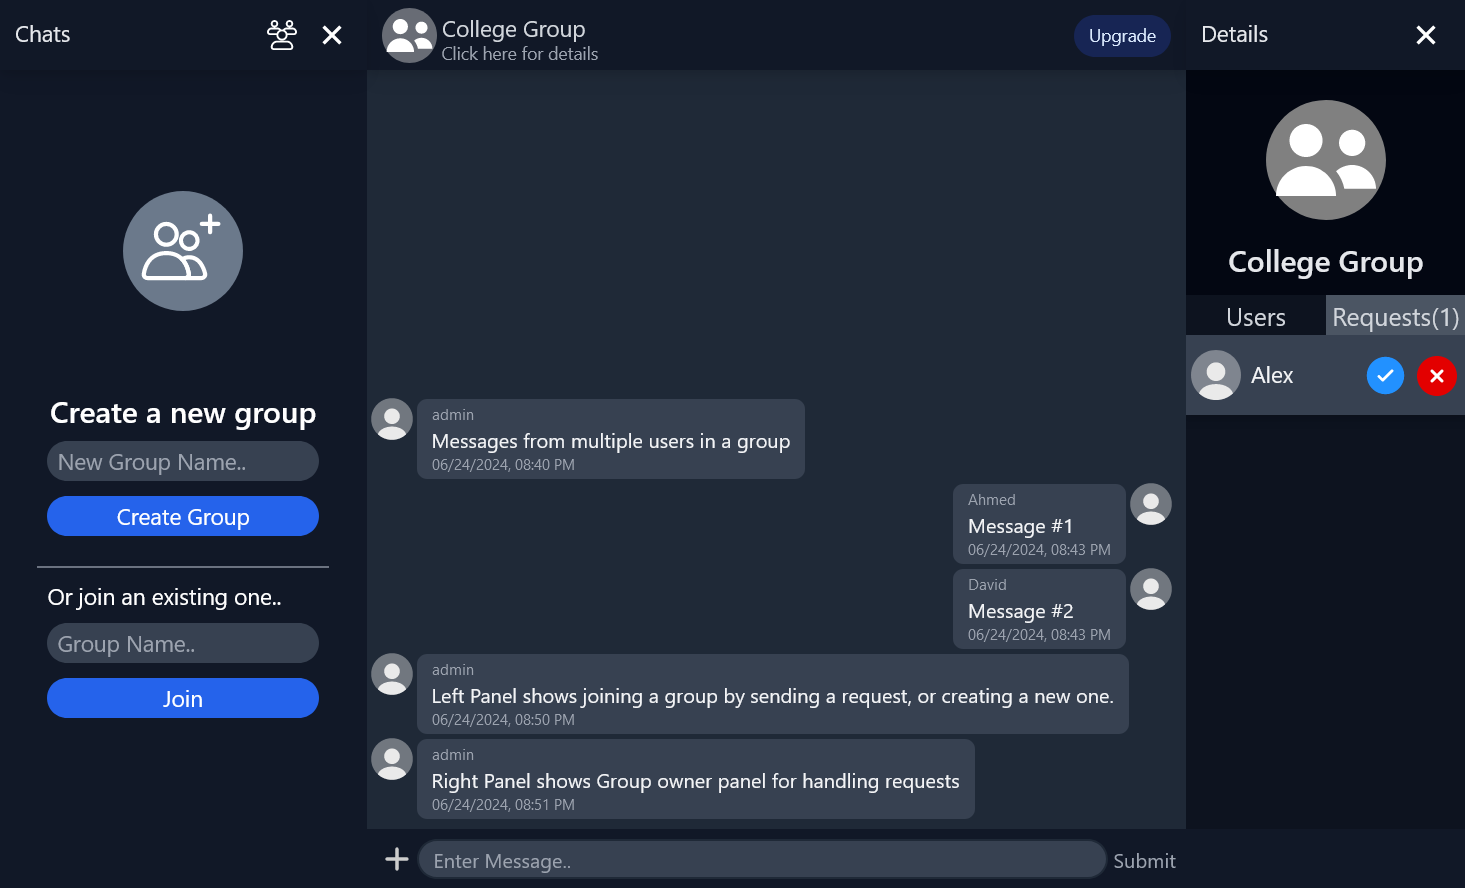 Chats
Create a new group
New Group Name..
Create Group
Or join an existing one..
Group Name..
Join
College Group
Click here for details
Upgrade
admin
Messages from multiple users in a group
06/24/2024, 08:40 PM
Ahmed
Message #1
06/24/2024, 08:43 PM
David
Message #2
06/24/2024, 08:43 PM
admin
Left Panel shows joining a group by sending a request, or creating a new one.
06/24/2024, 08:50 PM
admin
Right Panel shows Group owner panel for handling requests
06/24/2024, 08:51 PM
Enter Message..
Submit
Details
College Group
Users
Requests(1)
Alex